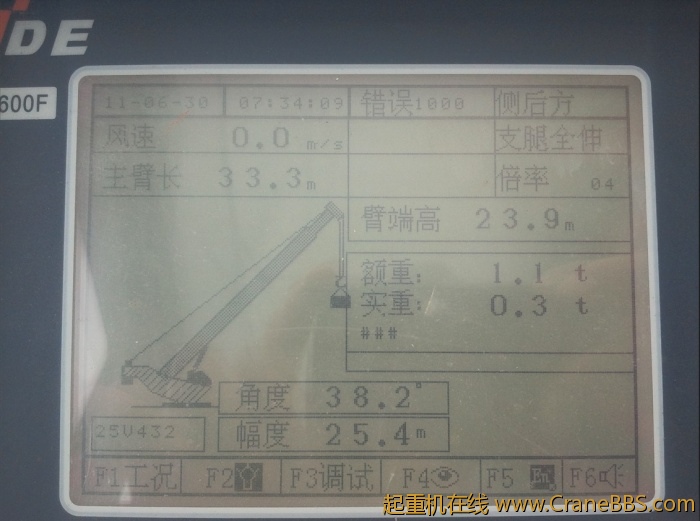 DE
600F
11-06-30 07:34:09 错误1000 侧后方
风速 0.0 m/s 支腿全伸
主臂长 33.3m 倍率 04
臂端高 23.9m
额重: 1.1 t
实重: 0.3 t
###
角度 38.2°
25V432 幅度 25.4m
F1工况 F2 F3调试 F4 F5 En F6
起重机在线 www.CraneBBS.com